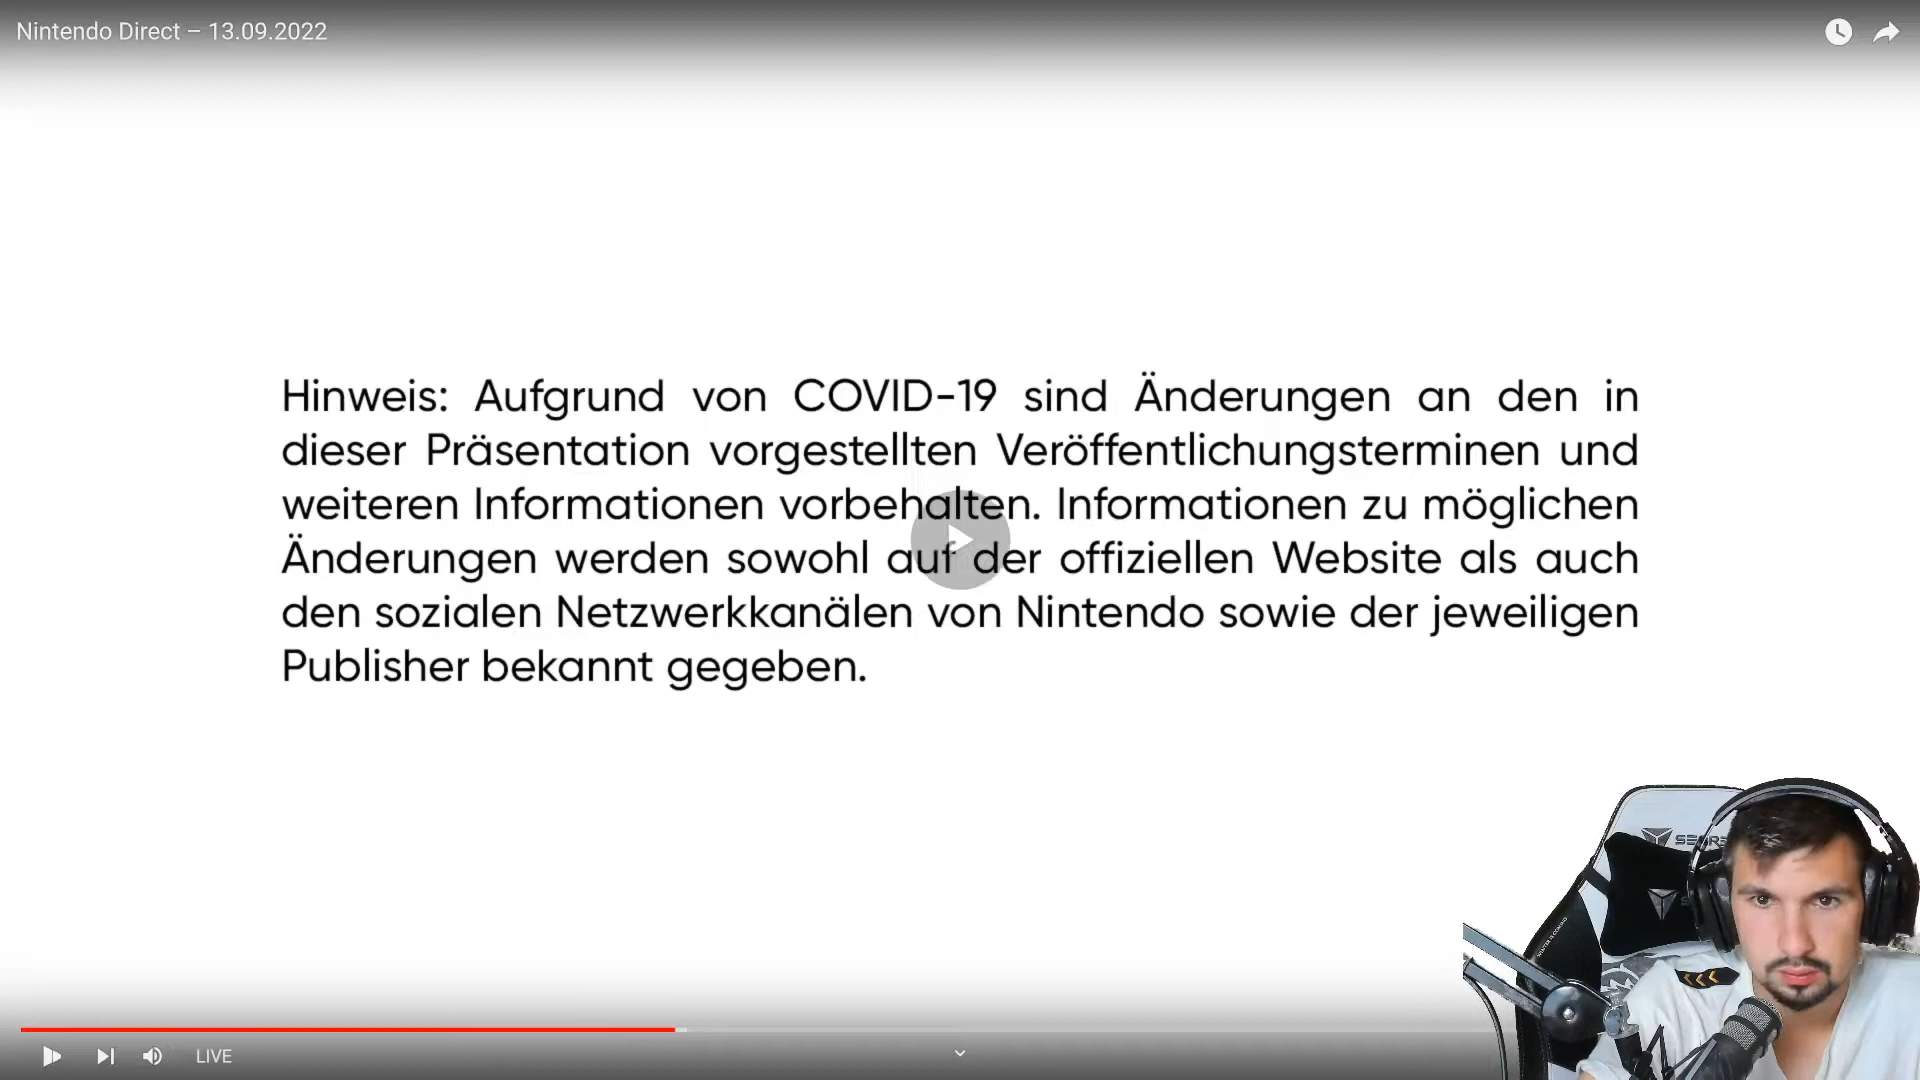 Nintendo Direct – 13.09.2022
Hinweis: Aufgrund von COVID-19 sind Änderungen an den in
dieser Präsentation vorgestellten Veröffentlichungsterminen und
weiteren Informationen vorbehalten. Informationen zu möglichen
Änderungen werden sowohl auf der offiziellen Website als auch
den sozialen Netzwerkkanälen von Nintendo sowie der jeweiligen
Publisher bekannt gegeben.
LIVE